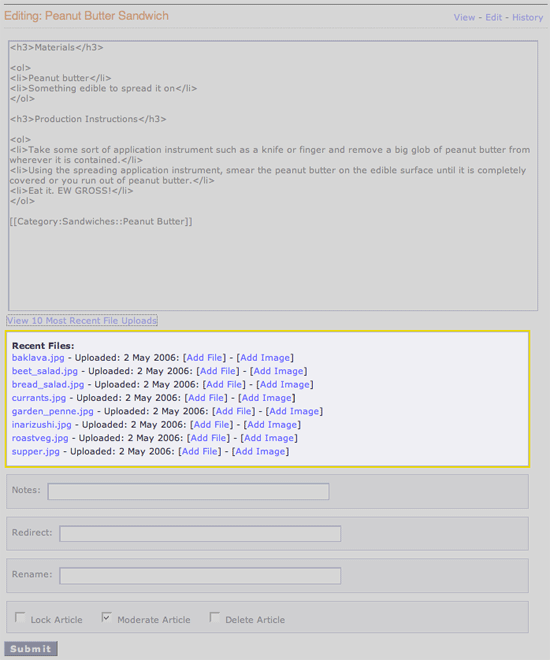 Editing: Peanut Butter Sandwich
View - Edit - History
<h3>Materials</h3>
<ol>
<li>Peanut butter</li>
<li>Something edible to spread it on</li>
</ol>
<h3>Production Instructions</h3>
<ol>
<li>Take some sort of application instrument such as a knife or finger and remove a big glob of peanut butter from
wherever it is contained.</li>
<li>Using the spreading application instrument, smear the peanut butter on the edible surface until it is completely
covered or you run out of peanut butter.</li>
<li>Eat it. EW GROSS!</li>
</ol>
[[Category:Sandwiches::Peanut Butter]]
View 10 Most Recent File Uploads
Recent Files:
baklava.jpg - Uploaded: 2 May 2006: [Add File] - [Add Image]
beet_salad.jpg - Uploaded: 2 May 2006: [Add File] - [Add Image]
bread_salad.jpg - Uploaded: 2 May 2006: [Add File] - [Add Image]
currants.jpg - Uploaded: 2 May 2006: [Add File] - [Add Image]
garden_penne.jpg - Uploaded: 2 May 2006: [Add File] - [Add Image]
inarizushi.jpg - Uploaded: 2 May 2006: [Add File] - [Add Image]
roastveg.jpg - Uploaded: 2 May 2006: [Add File] - [Add Image]
supper.jpg - Uploaded: 2 May 2006: [Add File] - [Add Image]
Notes:
Redirect:
Rename:
Lock Article Moderate Article Delete Article
Submit